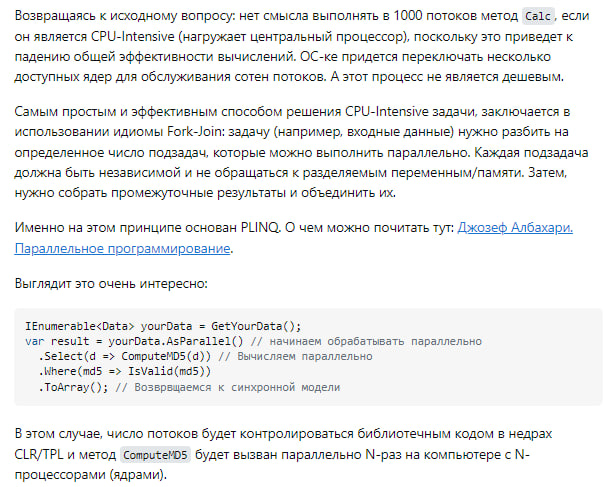 Возвращаясь к исходному вопросу: нет смысла выполнять в 1000 потоков метод Calc, если
он является CPU-Intensive (нагружает центральный процессор), поскольку это приведет к
падению общей эффективности вычислений. ОС-ке придется переключать несколько
доступных ядер для обслуживания сотен потоков. А этот процесс не является дешевым.
Самым простым и эффективным способом решения CPU-Intensive задачи, заключается в
использовании идиомы Fork-Join: задачу (например, входные данные) нужно разбить на
определенное число подзадач, которые можно выполнить параллельно. Каждая подзадача
должна быть независимой и не обращаться к разделяемым переменным/памяти. Затем,
нужно собрать промежуточные результаты и объединить их.
Именно на этом принципе основан PLINQ. О чем можно почитать тут: Джозеф Албахари.
Параллельное программирование.
Выглядит это очень интересно:
IEnumerable<Data> yourData = GetYourData();
var result = yourData.AsParallel() // начинаем обрабатывать параллельно
.Select(d => ComputeMD5(d)) // Вычисляем параллельно
.Where(md5 => IsValid(md5))
.ToArray(); // Возврвщаемся к синхронной модели
В этом случае, число потоков будет контролироваться библиотечным кодом в недрах
CLR/TPL и метод ComputeMD5 будет вызван параллельно N-раз на компьютере с N-
процессорами (ядрами).